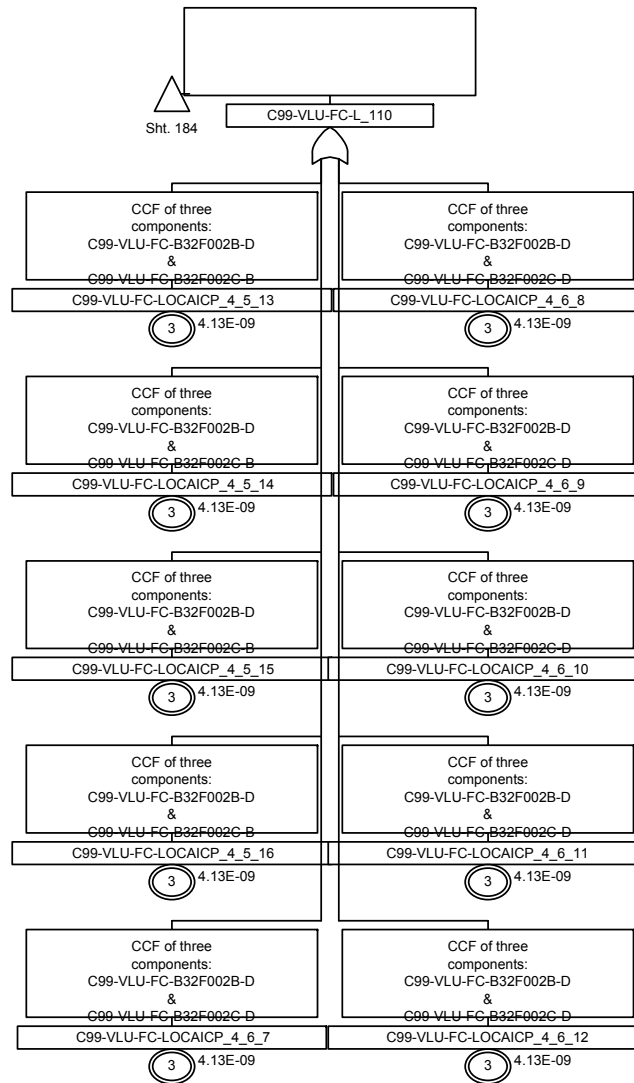 Sht. 184
C99-VLU-FC-L_110
CCF of three
components:
C99-VLU-FC-B32F002B-D
&
C99-VLU-FC-B32F002C-B
C99-VLU-FC-LOCAICP_4_5_13
3
4.13E-09
CCF of three
components:
C99-VLU-FC-B32F002B-D
&
C99-VLU-FC-B32F002C-D
C99-VLU-FC-LOCAICP_4_6_8
3
4.13E-09
CCF of three
components:
C99-VLU-FC-B32F002B-D
&
C99-VLU-FC-B32F002C-B
C99-VLU-FC-LOCAICP_4_5_14
3
4.13E-09
CCF of three
components:
C99-VLU-FC-B32F002B-D
&
C99-VLU-FC-B32F002C-D
C99-VLU-FC-LOCAICP_4_6_9
3
4.13E-09
CCF of three
components:
C99-VLU-FC-B32F002B-D
&
C99-VLU-FC-B32F002C-B
C99-VLU-FC-LOCAICP_4_5_15
3
4.13E-09
CCF of three
components:
C99-VLU-FC-B32F002B-D
&
C99-VLU-FC-B32F002C-D
C99-VLU-FC-LOCAICP_4_6_10
3
4.13E-09
CCF of three
components:
C99-VLU-FC-B32F002B-D
&
C99-VLU-FC-B32F002C-B
C99-VLU-FC-LOCAICP_4_5_16
3
4.13E-09
CCF of three
components:
C99-VLU-FC-B32F002B-D
&
C99-VLU-FC-B32F002C-D
C99-VLU-FC-LOCAICP_4_6_11
3
4.13E-09
CCF of three
components:
C99-VLU-FC-B32F002B-D
&
C99-VLU-FC-B32F002C-D
C99-VLU-FC-LOCAICP_4_6_7
3
4.13E-09
CCF of three
components:
C99-VLU-FC-B32F002B-D
&
C99-VLU-FC-B32F002C-D
C99-VLU-FC-LOCAICP_4_6_12
3
4.13E-09